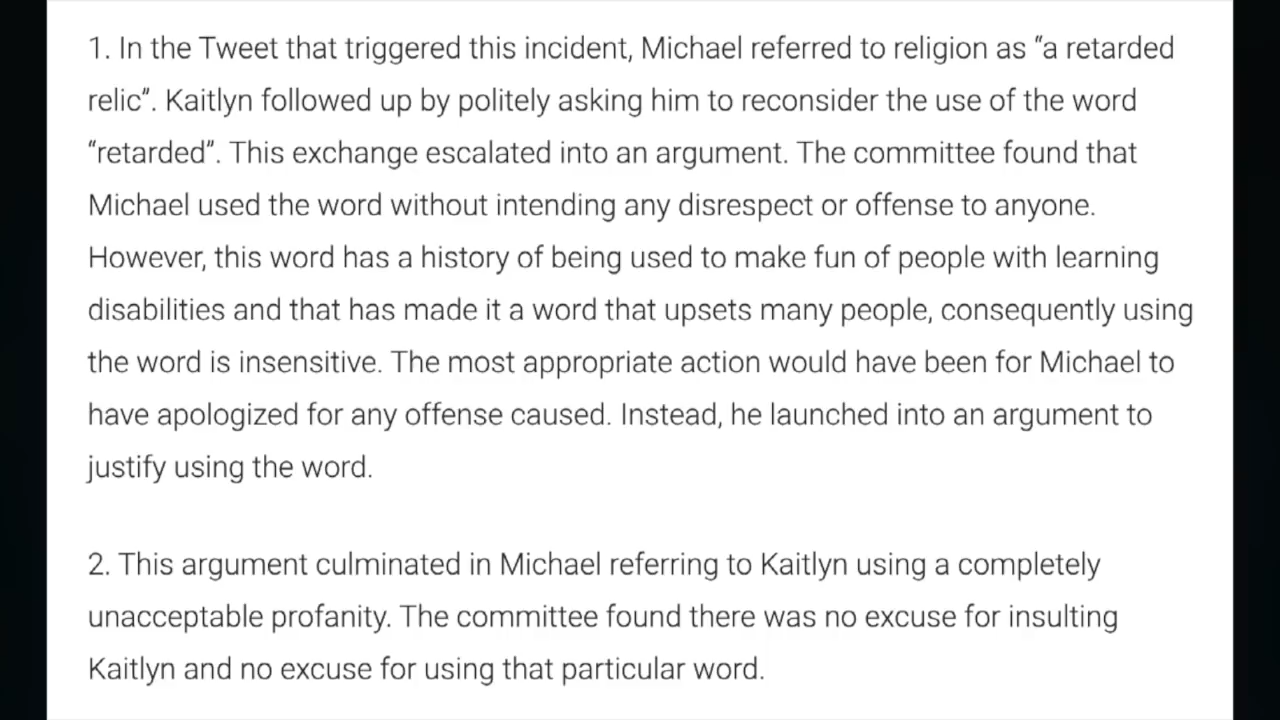 1. In the Tweet that triggered this incident, Michael referred to religion as “a retarded
relic”. Kaitlyn followed up by politely asking him to reconsider the use of the word
“retarded”. This exchange escalated into an argument. The committee found that
Michael used the word without intending any disrespect or offense to anyone.
However, this word has a history of being used to make fun of people with learning
disabilities and that has made it a word that upsets many people, consequently using
the word is insensitive. The most appropriate action would have been for Michael to
have apologized for any offense caused. Instead, he launched into an argument to
justify using the word.
2. This argument culminated in Michael referring to Kaitlyn using a completely
unacceptable profanity. The committee found there was no excuse for insulting
Kaitlyn and no excuse for using that particular word.